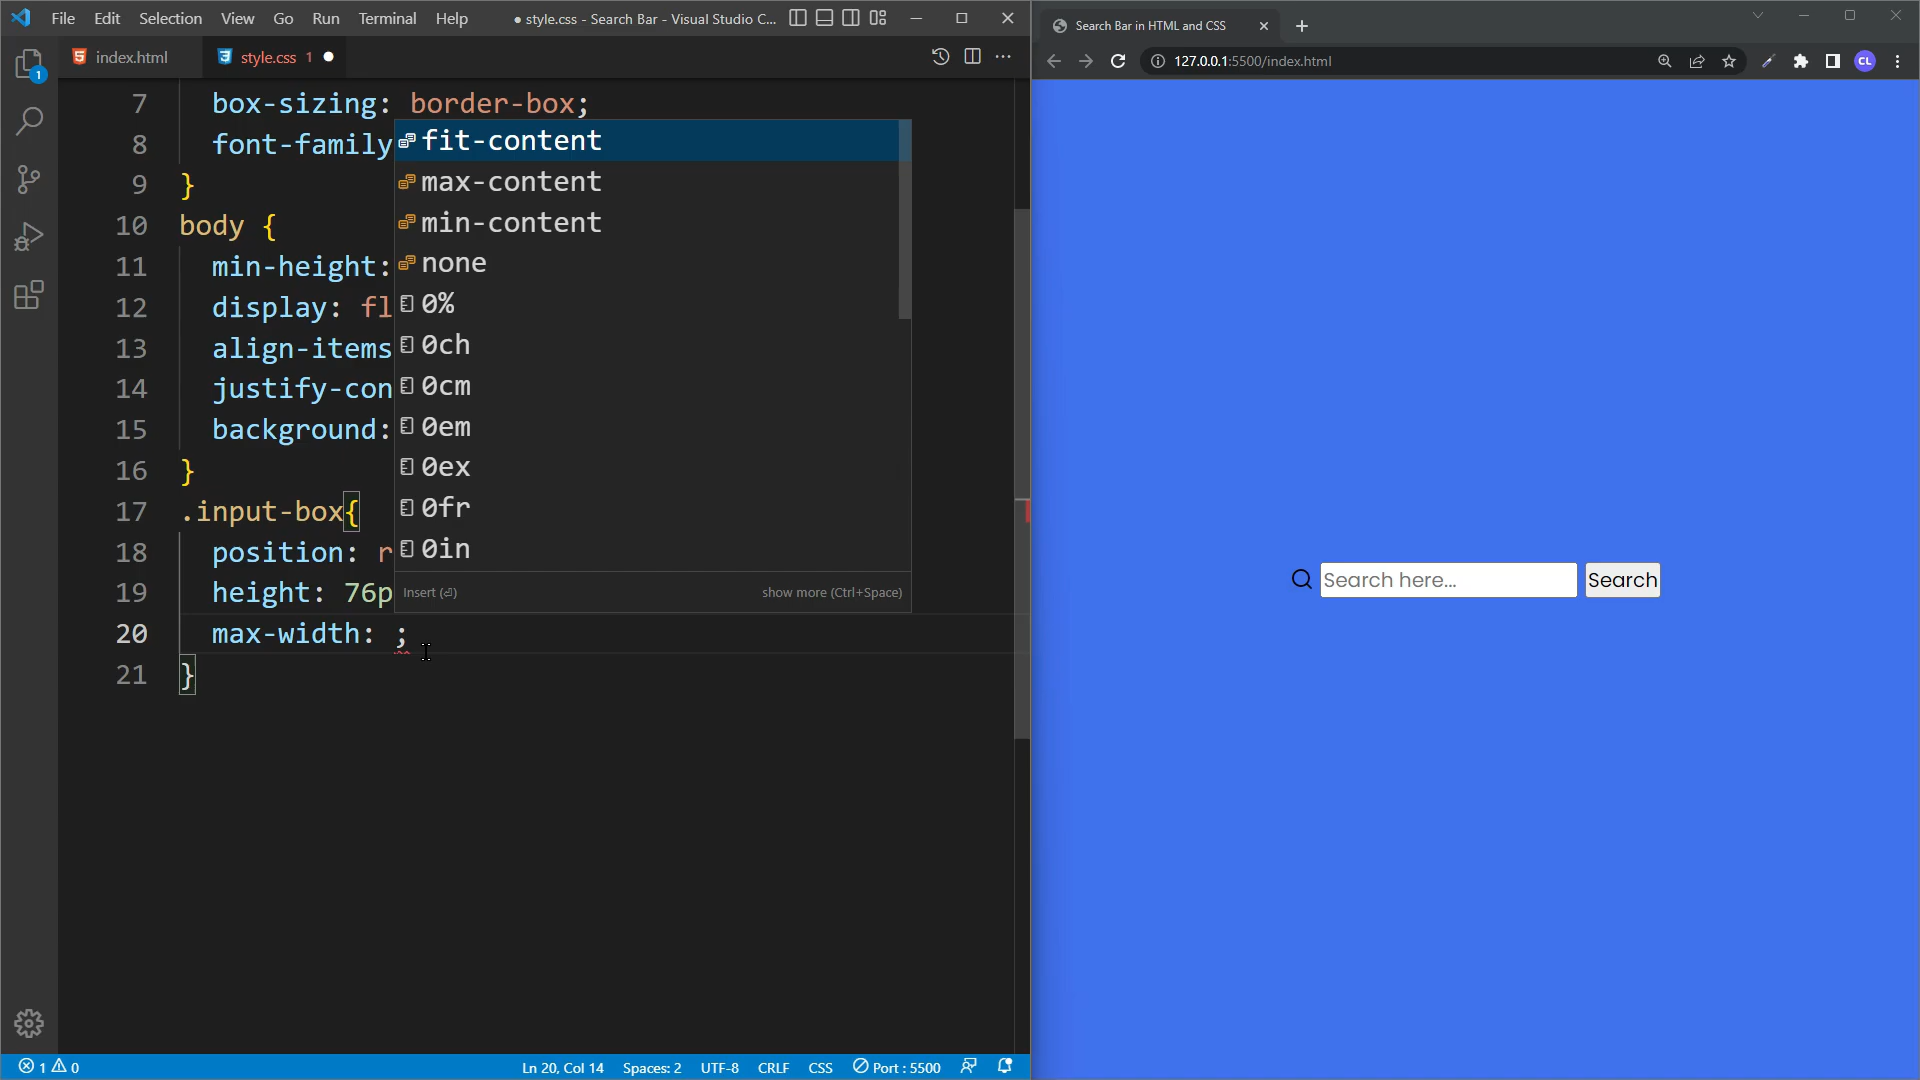 File Edit Selection View Go Run Terminal Help
● style.css - Search Bar - Visual Studio C...
index.html
style.css 1 ●
7 box-sizing: border-box;
8 font-family
9 }
10 body {
11 min-height:
12 display: fl
13 align-items
14 justify-con
15 background:
16 }
17 .input-box{
18 position: r
19 height: 76p
20 max-width: ;
21 }
fit-content
max-content
min-content
none
0%
0ch
0cm
0em
0ex
0fr
0in
Insert (⏎) show more (Ctrl+Space)
1
1 0 Ln 20, Col 14 Spaces: 2 UTF-8 CRLF CSS Port : 5500
Search Bar in HTML and CSS
127.0.0.1:5500/index.html
CL
Search here... Search